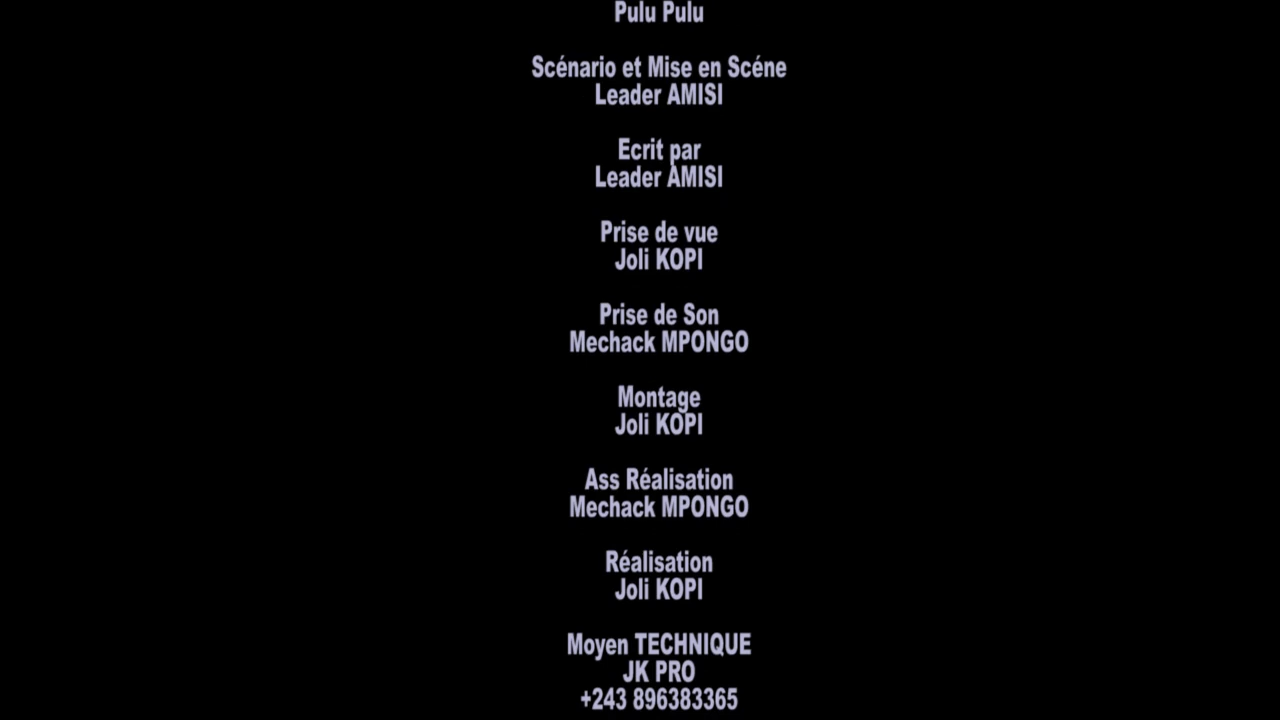 Pulu Pulu
Scénario et Mise en Scéne
Leader AMISI
Ecrit par
Leader AMISI
Prise de vue
Joli KOPI
Prise de Son
Mechack MPONGO
Montage
Joli KOPI
Ass Réalisation
Mechack MPONGO
Réalisation
Joli KOPI
Moyen TECHNIQUE
JK PRO
+243 896383365